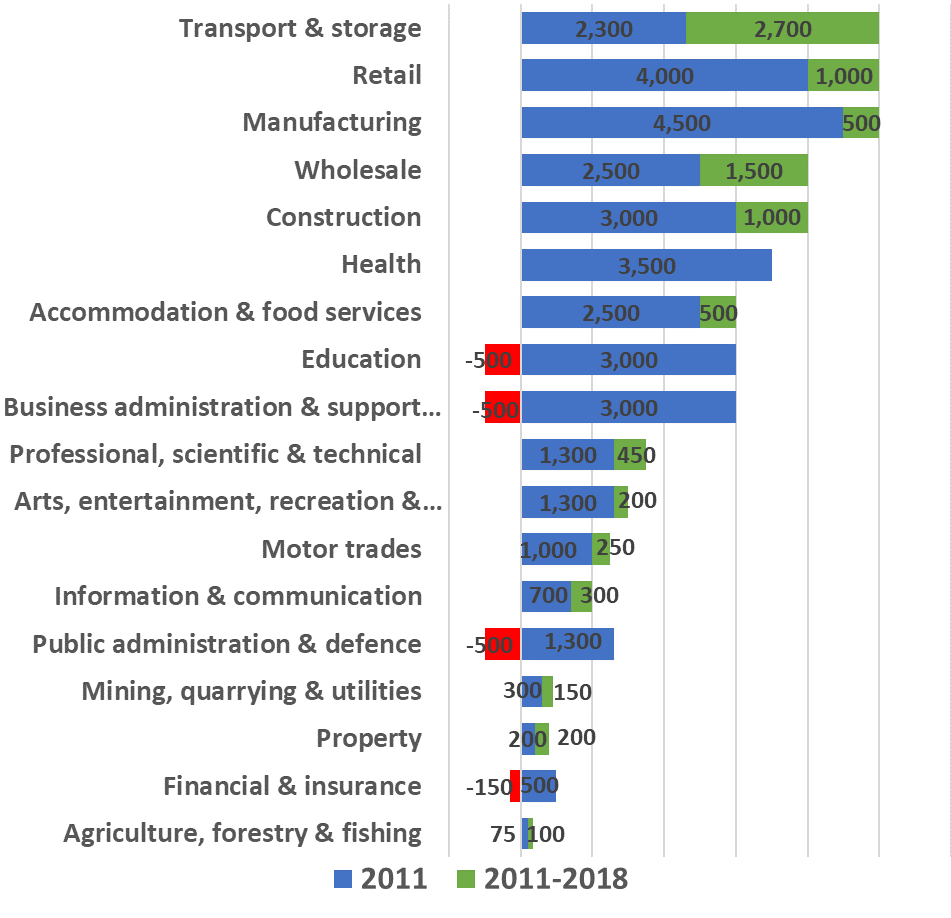 Transport & storage 2,300 2,700
Retail 4,000 1,000
Manufacturing 4,500 500
Wholesale 2,500 1,500
Construction 3,000 1,000
Health 3,500
Accommodation & food services 2,500 500
Education -500 3,000
Business administration & support... -500 3,000
Professional, scientific & technical 1,300 450
Arts, entertainment, recreation &... 1,300 200
Motor trades 1,000 250
Information & communication 700 300
Public administration & defence -500 1,300
Mining, quarrying & utilities 300 150
Property 200 200
Financial & insurance -150 500
Agriculture, forestry & fishing 75 100
2011 2011-2018